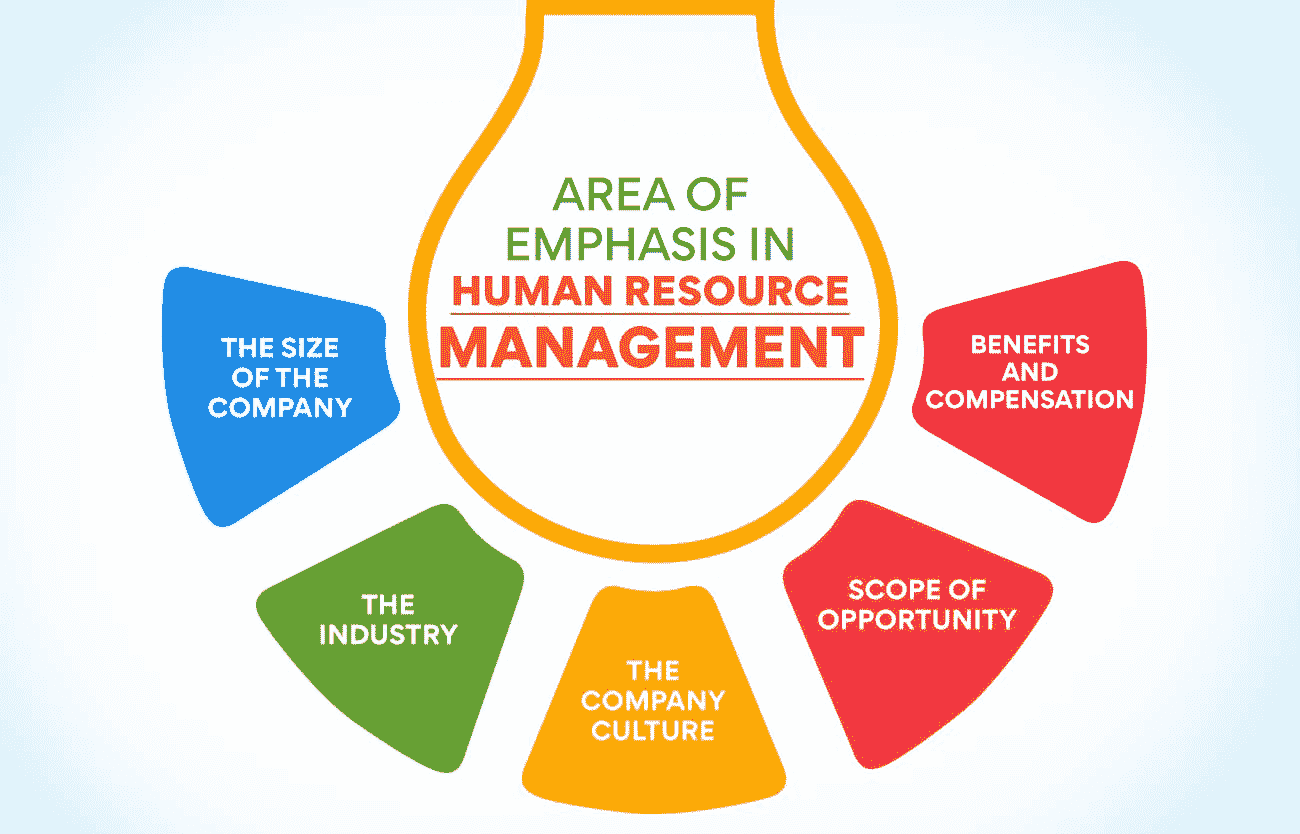 AREA OF
EMPHASIS IN
HUMAN RESOURCE
MANAGEMENT
THE SIZE
OF THE
COMPANY
THE
INDUSTRY
THE
COMPANY
CULTURE
SCOPE OF
OPPORTUNITY
BENEFITS
AND
COMPENSATION